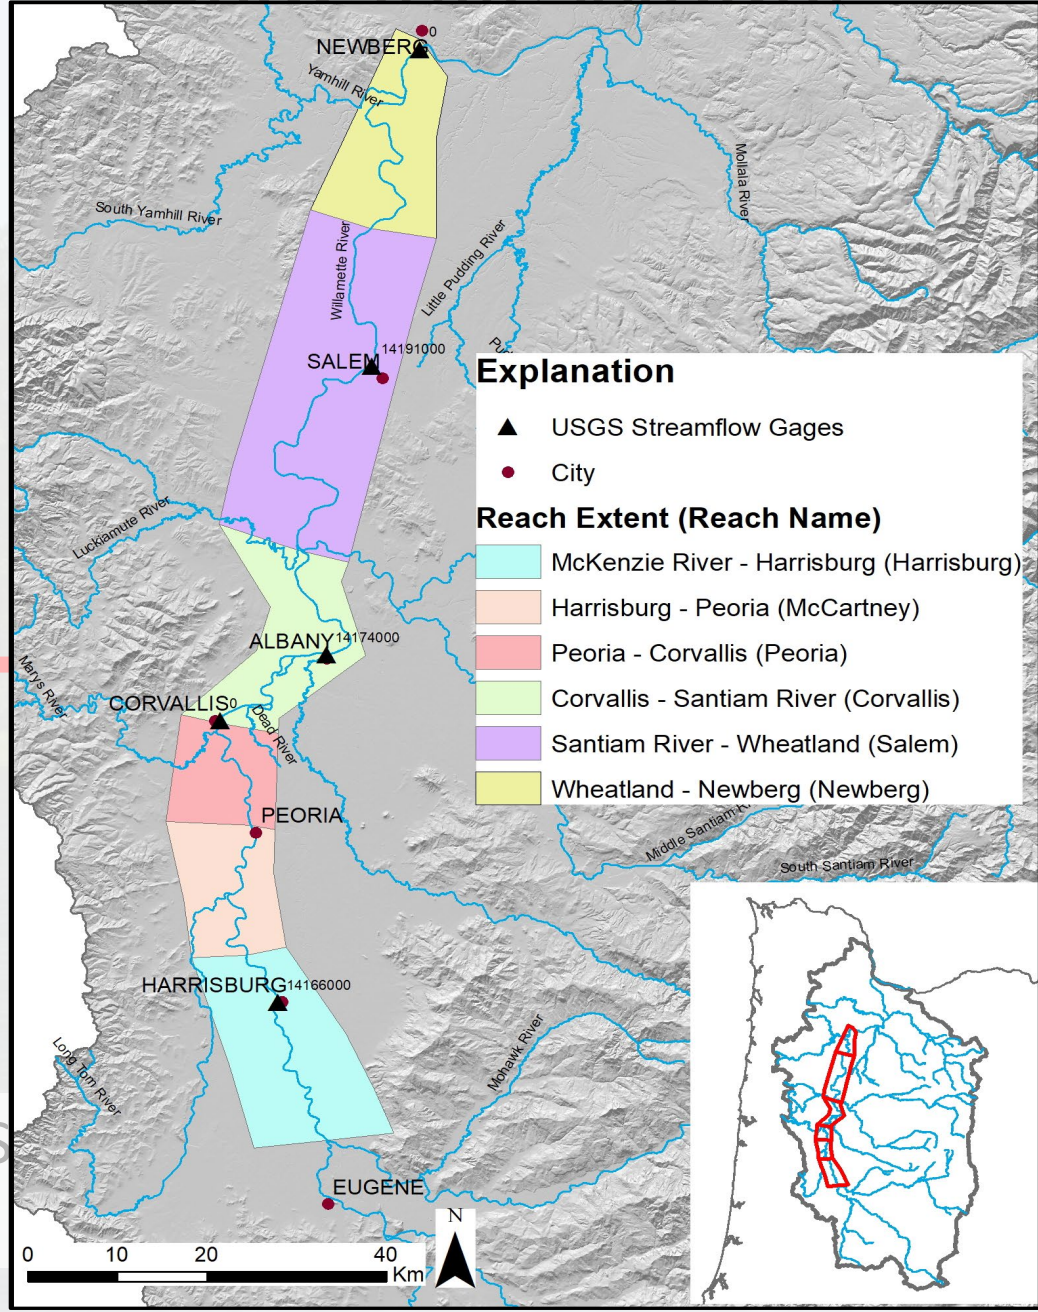 NEWBERG
0
Yamhill River
South Yamhill River
Mollala River
Willamette River
Little Pudding River
SALEM
14191000
Explanation
USGS Streamflow Gages
City
Reach Extent (Reach Name)
McKenzie River - Harrisburg (Harrisburg)
Harrisburg - Peoria (McCartney)
Peoria - Corvallis (Peoria)
Corvallis - Santiam River (Corvallis)
Santiam River - Wheatland (Salem)
Wheatland - Newberg (Newberg)
Luckiamute River
ALBANY
14174000
Marys River
CORVALLIS
0
Dead River
PEORIA
Middle Santiam R
South Santiam River
HARRISBURG
14166000
Long Tom River
Mohawk River
EUGENE
N
0 10 20 40
Km